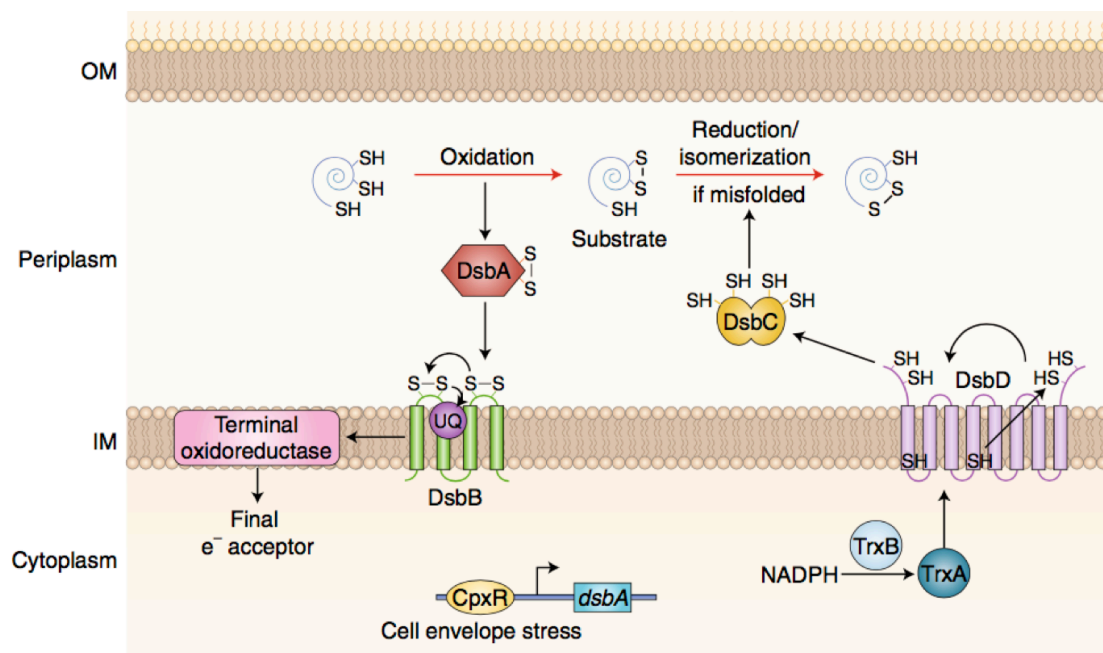 OM
Reduction/
Oxidation
isomerization
SH
SH
SH
S
S
SH
if misfolded
SH
S
S
Substrate
Periplasm
DsbA
S
S
SH
SH
SH
SH
DsbC
SH
SH
DsbD
HS
HS
S–S
S–S
UQ
IM
Terminal
oxidoreductase
SH
SH
DsbB
Final
e⁻ acceptor
Cytoplasm
TrxB
NADPH
TrxA
CpxR
dsbA
Cell envelope stress